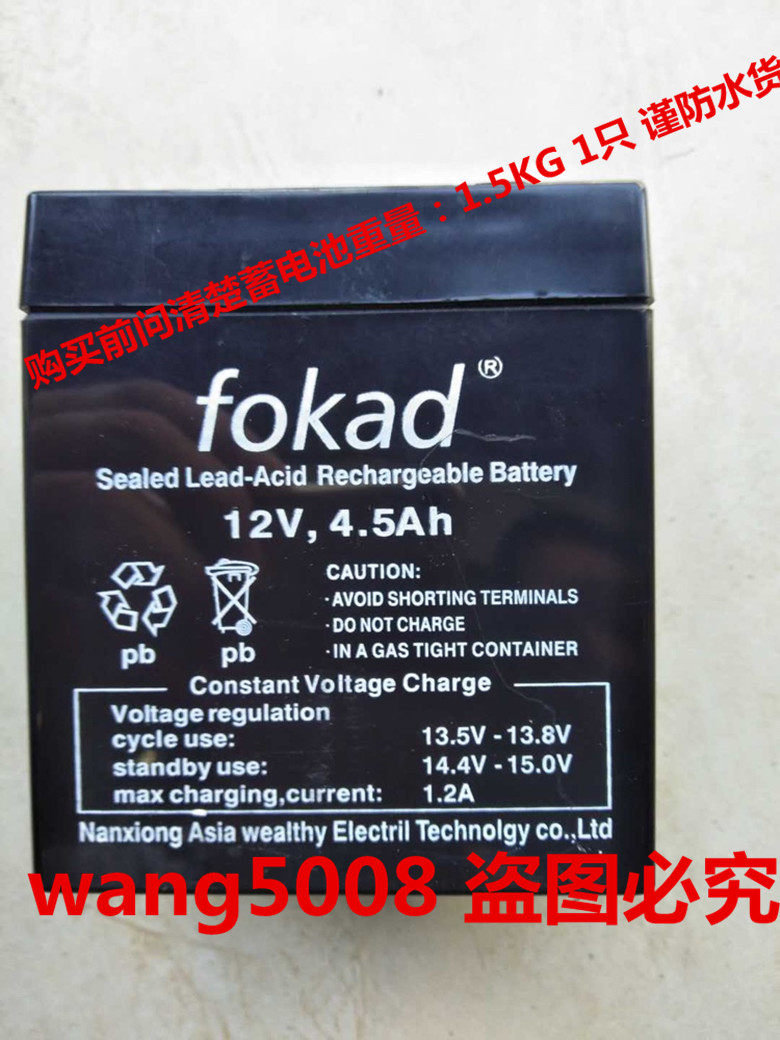 购买前问清楚蓄电池重量：1.5KG 1只 谨防水货
fokad®
Sealed Lead-Acid Rechargeable Battery
12V, 4.5Ah
CAUTION:
·AVOID SHORTING TERMINALS
·DO NOT CHARGE
·IN A GAS TIGHT CONTAINER
pb pb
Constant Voltage Charge
Voltage regulation
cycle use: 13.5V-13.8V
standby use: 14.4V-15.0V
max charging,current: 1.2A
Nanxiong Asia wealthy Electril Technolgy co.,Ltd
wang5008 盗图必究